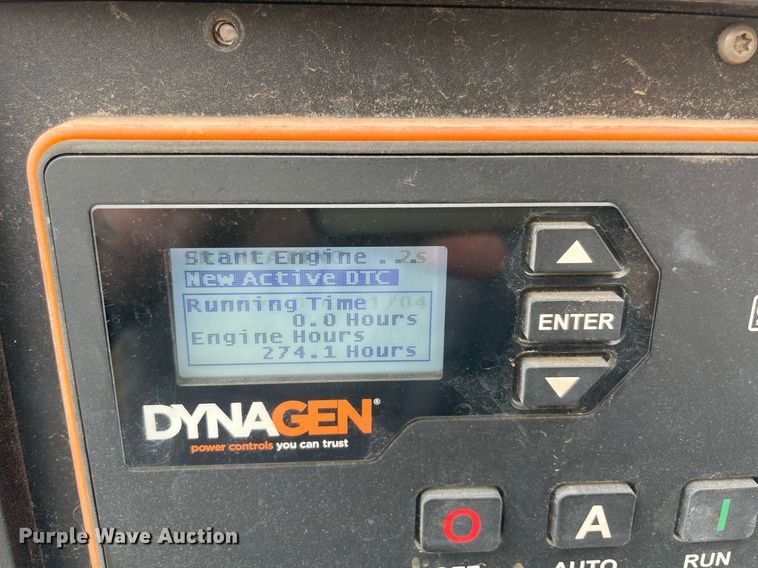 Start Engine ... 2s
New Active DTC
Running Time
0.0 Hours
Engine Hours
274.1 Hours
ENTER
DYNAGEN®
power controls you can trust
O
A
I
AUTO
RUN
Purple Wave Auction